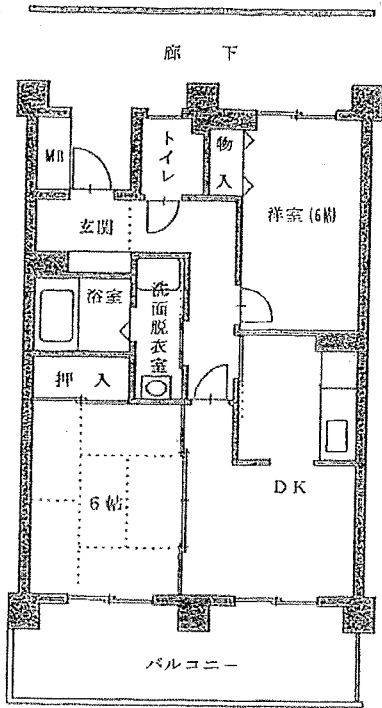 廊下
MB
トイレ
物入
洋室(6帖)
玄関
浴室
洗面脱衣室
押入
6帖
DK
バルコニー